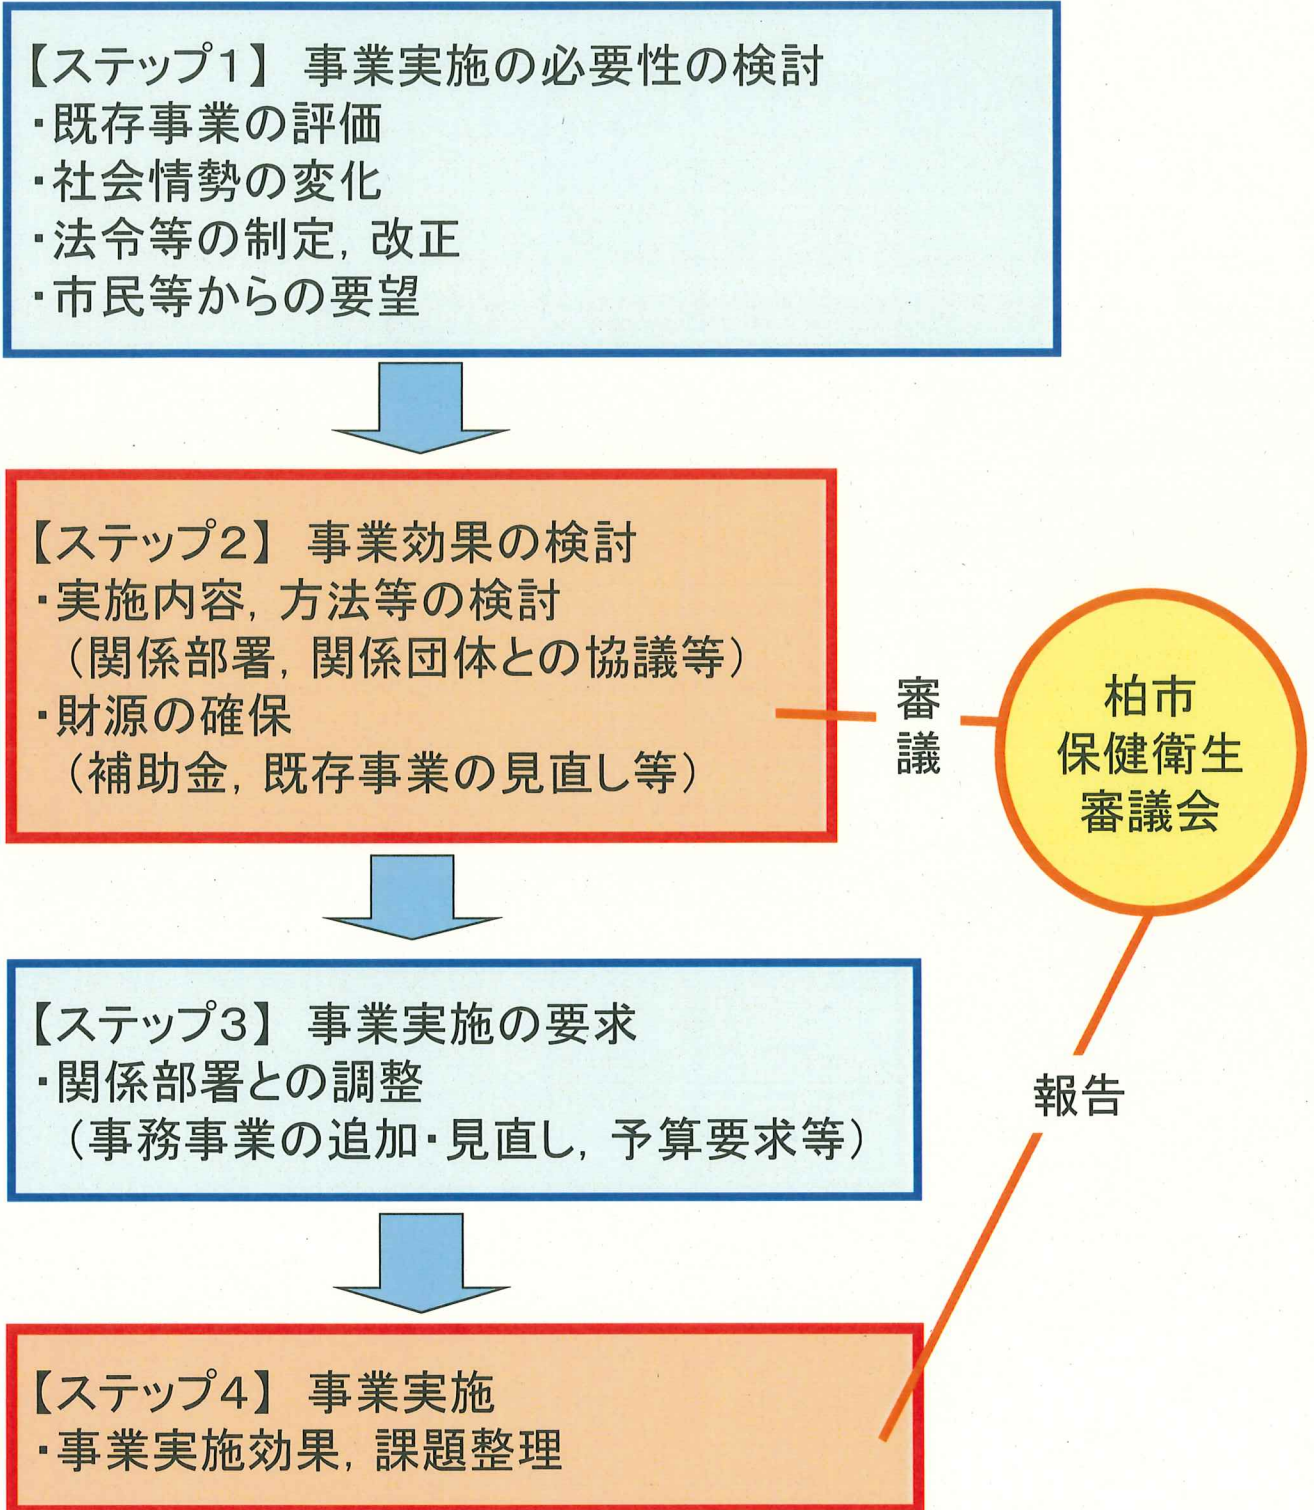 【ステップ1】 事業実施の必要性の検討
・既存事業の評価
・社会情勢の変化
・法令等の制定, 改正
・市民等からの要望
【ステップ2】 事業効果の検討
・実施内容, 方法等の検討
（関係部署, 関係団体との協議等）
・財源の確保
（補助金, 既存事業の見直し等）
審議
柏市
保健衛生
審議会
【ステップ3】 事業実施の要求
・関係部署との調整
（事務事業の追加・見直し, 予算要求等）
報告
【ステップ4】 事業実施
・事業実施効果, 課題整理